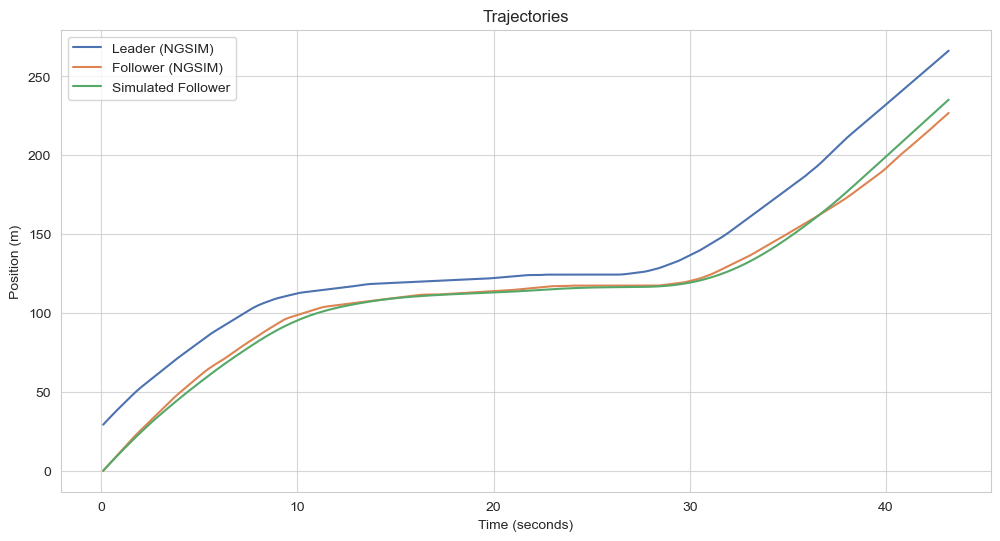 Trajectories
Leader (NGSIM)
Follower (NGSIM)
Simulated Follower
Position (m)
250
200
150
100
50
0
0 10 20 30 40
Time (seconds)